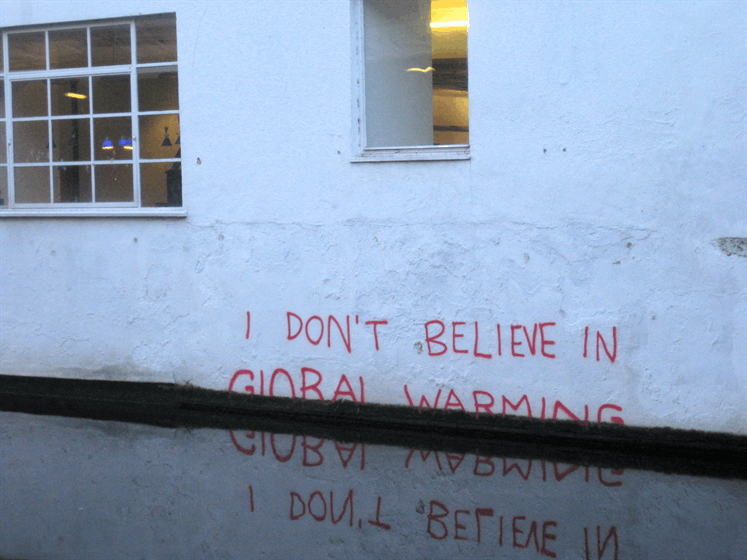 I DON'T BELIEVE IN
GLOBAL WARMING